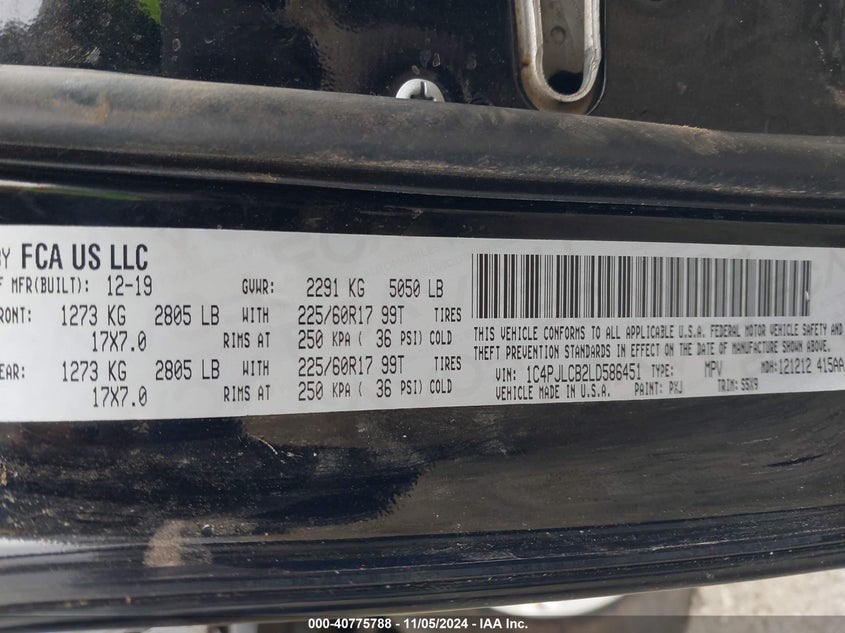 BY FCA US LLC
F MFR(BUILT): 12-19 GVWR: 2291 KG 5050 LB
RONT: 1273 KG 2805 LB WITH 225/60R17 99T TIRES
17X7.0 RIMS AT 250 KPA ( 36 PSI) COLD
EAR: 1273 KG 2805 LB WITH 225/60R17 99T TIRES
17X7.0 RIMS AT 250 KPA ( 36 PSI) COLD
THIS VEHICLE CONFORMS TO ALL APPLICABLE U.S.A. FEDERAL MOTOR VEHICLE SAFETY AND
THEFT PREVENTION STANDARDS IN EFFECT ON THE DATE OF MANUFACTURE SHOWN ABOVE.
VIN: 1C4PJLCB2LD586451 TYPE: MPV MDH:121212 415AA
VEHICLE MADE IN U.S.A. PAINT: PXJ TRIM: S5X9
000-40775788 - 11/05/2024 - IAA Inc.